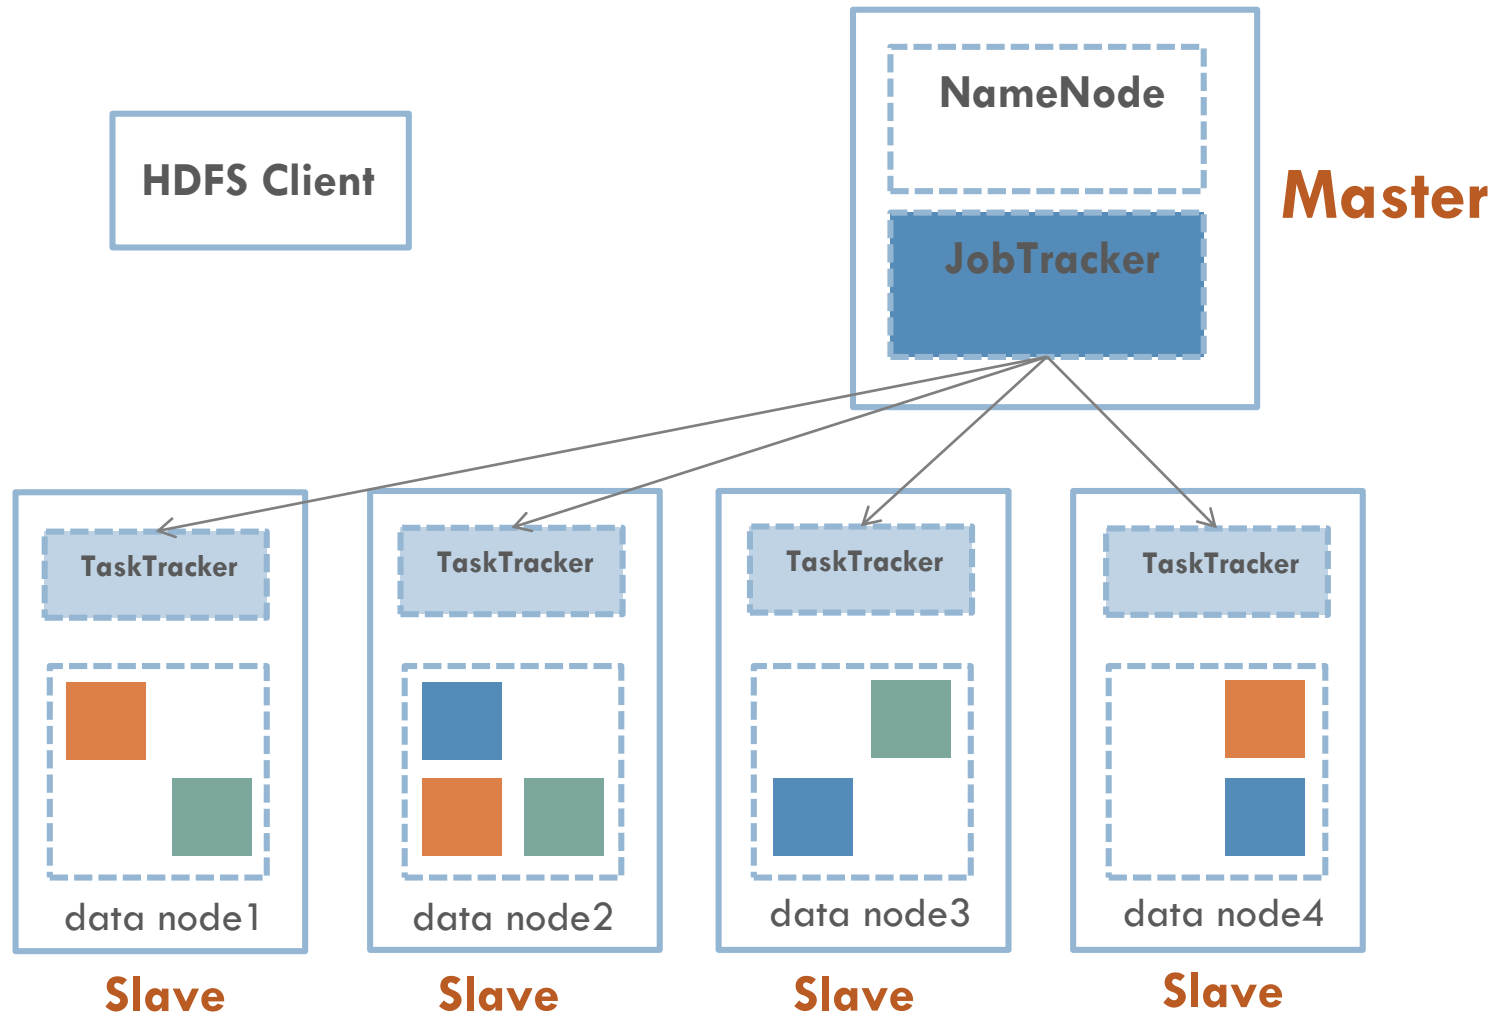 NameNode
HDFS Client
Master
JobTracker
TaskTracker
TaskTracker
TaskTracker
TaskTracker
data node1
data node2
data node3
data node4
Slave
Slave
Slave
Slave